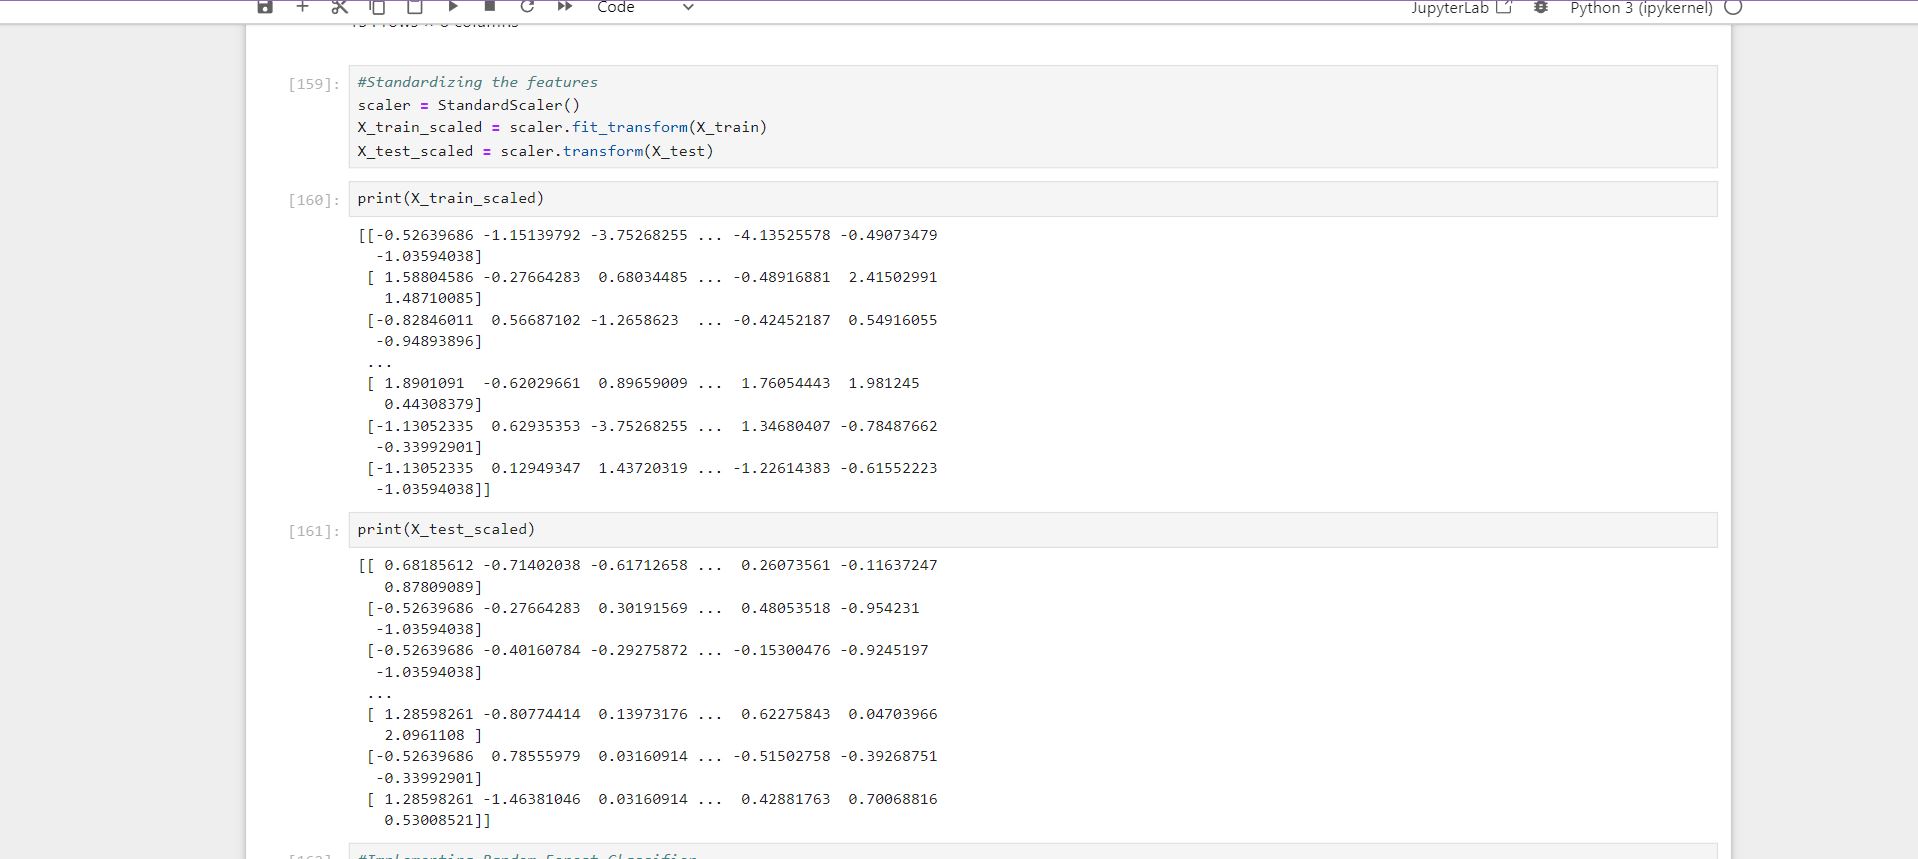 Code
JupyterLab
Python 3 (ipykernel)
[159]:
#Standardizing the features
scaler = StandardScaler()
X_train_scaled = scaler.fit_transform(X_train)
X_test_scaled = scaler.transform(X_test)
[160]:
print(X_train_scaled)
[[-0.52639686 -1.15139792 -3.75268255 ... -4.13525578 -0.49073479
-1.03594038]
[ 1.58804586 -0.27664283 0.68034485 ... -0.48916881 2.41502991
1.48710085]
[-0.82846011 0.56687102 -1.2658623 ... -0.42452187 0.54916055
-0.94893896]
...
[ 1.8901091 -0.62029661 0.89659009 ... 1.76054443 1.981245
0.44308379]
[-1.13052335 0.62935353 -3.75268255 ... 1.34680407 -0.78487662
-0.33992901]
[-1.13052335 0.12949347 1.43720319 ... -1.22614383 -0.61552223
-1.03594038]]
[161]:
print(X_test_scaled)
[[ 0.68185612 -0.71402038 -0.61712658 ... 0.26073561 -0.11637247
0.87809089]
[-0.52639686 -0.27664283 0.30191569 ... 0.48053518 -0.954231
-1.03594038]
[-0.52639686 -0.40160784 -0.29275872 ... -0.15300476 -0.9245197
-1.03594038]
...
[ 1.28598261 -0.80774414 0.13973176 ... 0.62275843 0.04703966
2.0961108 ]
[-0.52639686 0.78555979 0.03160914 ... -0.51502758 -0.39268751
-0.33992901]
[ 1.28598261 -1.46381046 0.03160914 ... 0.42881763 0.70068816
0.53008521]]
#Implementing Random Forest Classifier